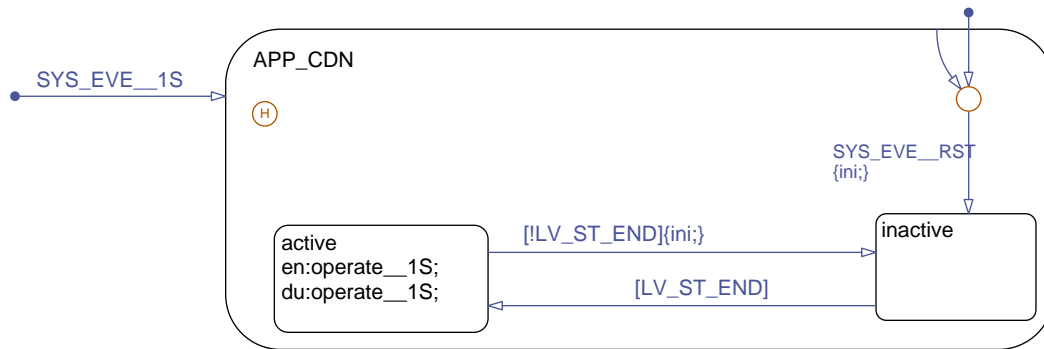 APP_CDN
SYS_EVE__1S
H
SYS_EVE__RST
{ini;}
active
en:operate__1S;
du:operate__1S;
[!LV_ST_END]{ini;}
[LV_ST_END]
inactive